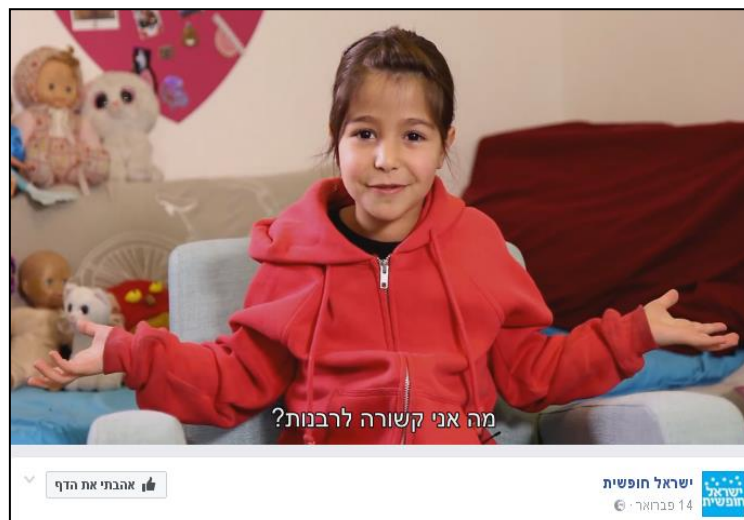 מה אני קשורה לרבנות?
ישראל חופשית
14 פברואר ·
אהבתי את הדף
ישראל
חופשית